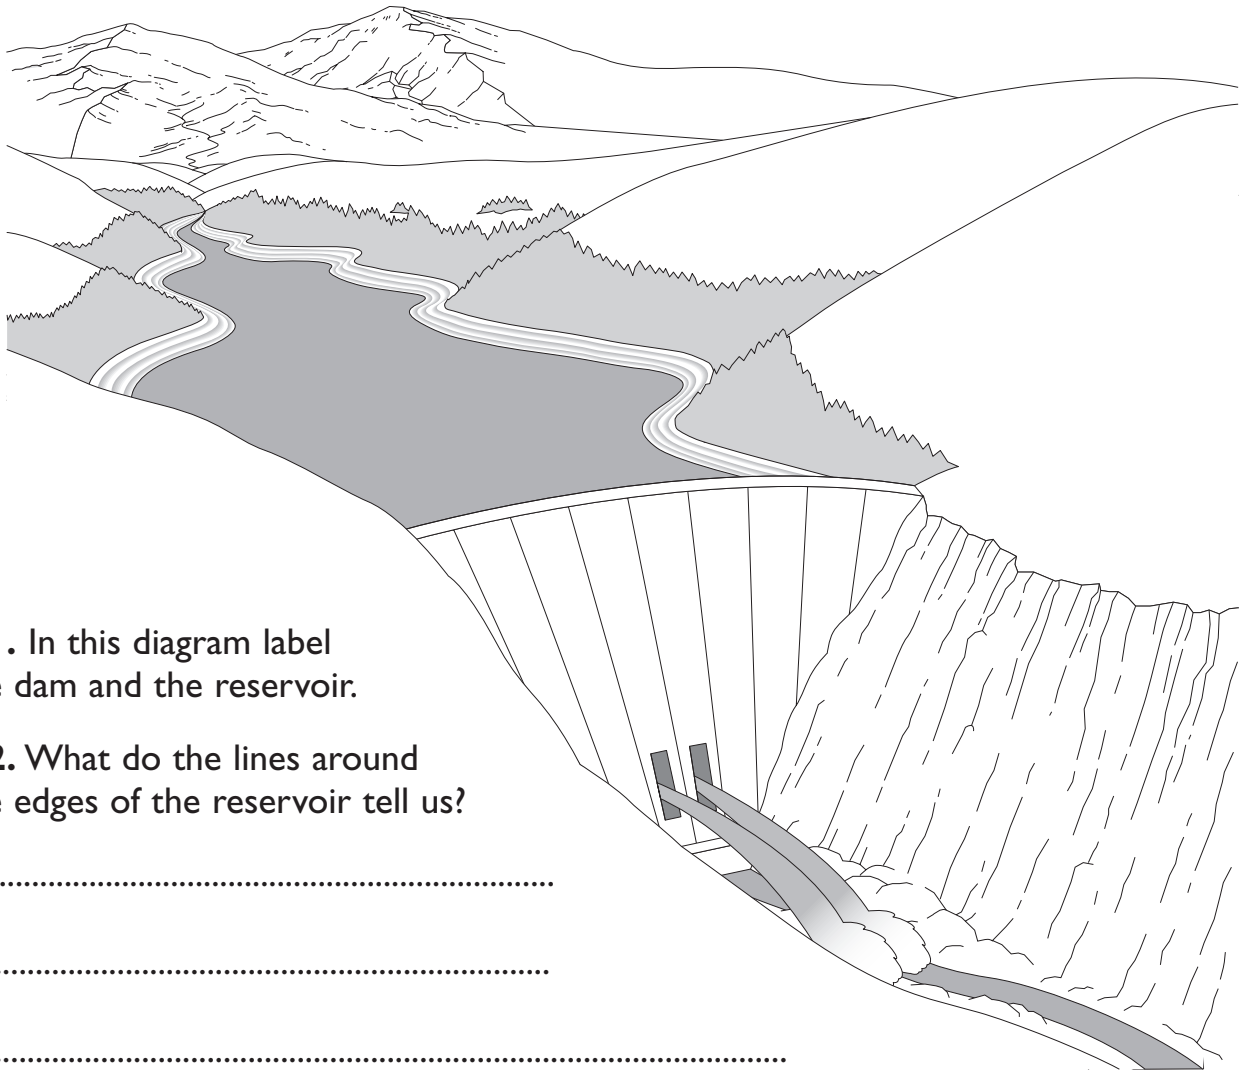 . In this diagram label
e dam and the reservoir.
2. What do the lines around
e edges of the reservoir tell us?